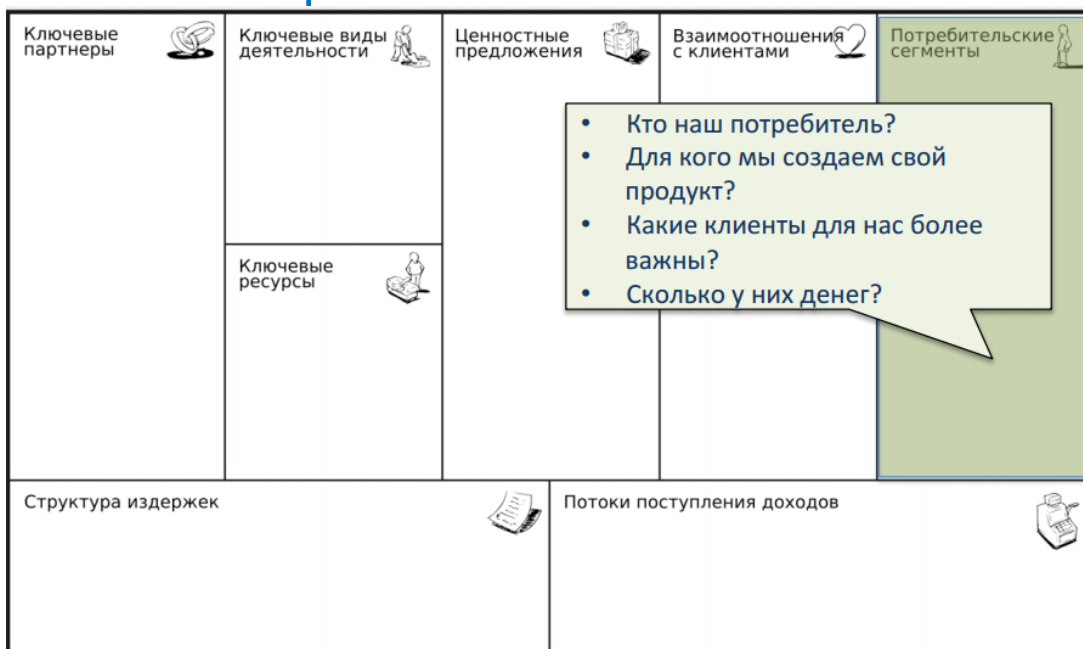 Ключевые
партнеры
Ключевые виды
деятельности
Ценностные
предложения
Взаимоотношения
с клиентами
Потребительские
сегменты
• Кто наш потребитель?
• Для кого мы создаем свой
продукт?
• Какие клиенты для нас более
важны?
• Сколько у них денег?
Ключевые
ресурсы
Структура издержек
Потоки поступления доходов